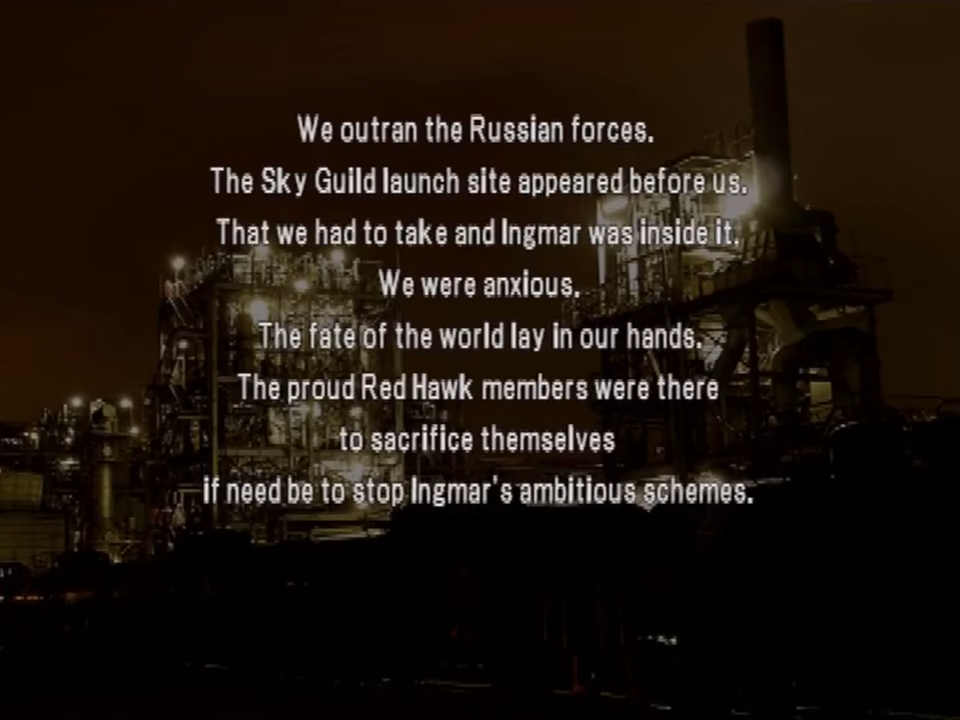 We outran the Russian forces.
The Sky Guild launch site appeared before us.
That we had to take and Ingmar was inside it.
We were anxious.
The fate of the world lay in our hands.
The proud Red Hawk members were there
to sacrifice themselves
if need be to stop Ingmar's ambitious schemes.